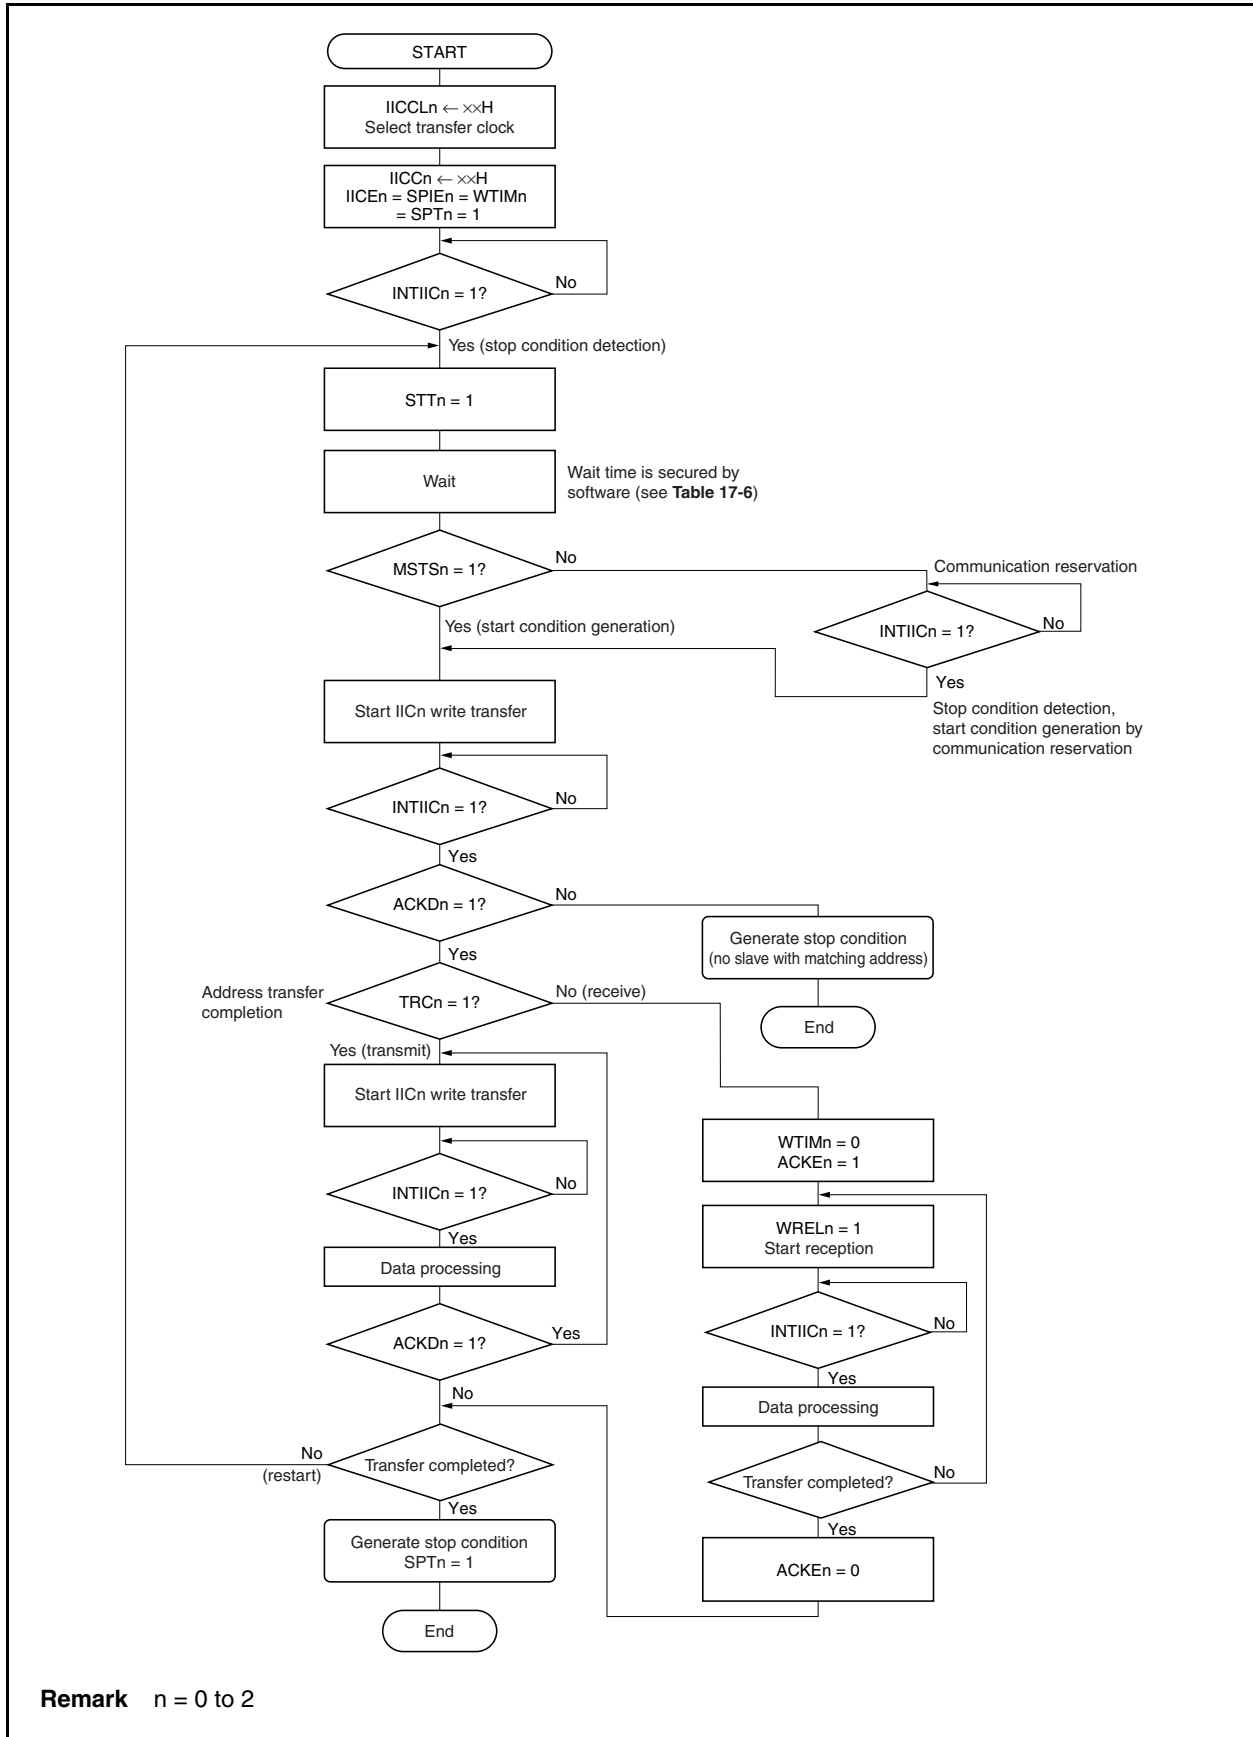 START
IICCLn ← ××H
Select transfer clock
IICCn ← ××H
IICEn = SPIEn = WTIMn
= SPTn = 1
INTIICn = 1?
No
Yes (stop condition detection)
STTn = 1
Wait
Wait time is secured by
software (see Table 17-6)
MSTSn = 1?
No
Communication reservation
INTIICn = 1?
No
Yes
Stop condition detection,
start condition generation by
communication reservation
Yes (start condition generation)
Start IICn write transfer
INTIICn = 1?
No
Yes
ACKDn = 1?
No
Generate stop condition
(no slave with matching address)
End
Yes
Address transfer
completion
TRCn = 1?
No (receive)
Yes (transmit)
Start IICn write transfer
INTIICn = 1?
No
Yes
Data processing
ACKDn = 1?
Yes
No
WTIMn = 0
ACKEn = 1
WRELn = 1
Start reception
INTIICn = 1?
No
Yes
Data processing
Transfer completed?
No
Yes
ACKEn = 0
Transfer completed?
No
(restart)
Yes
Generate stop condition
SPTn = 1
End
Remark n = 0 to 2